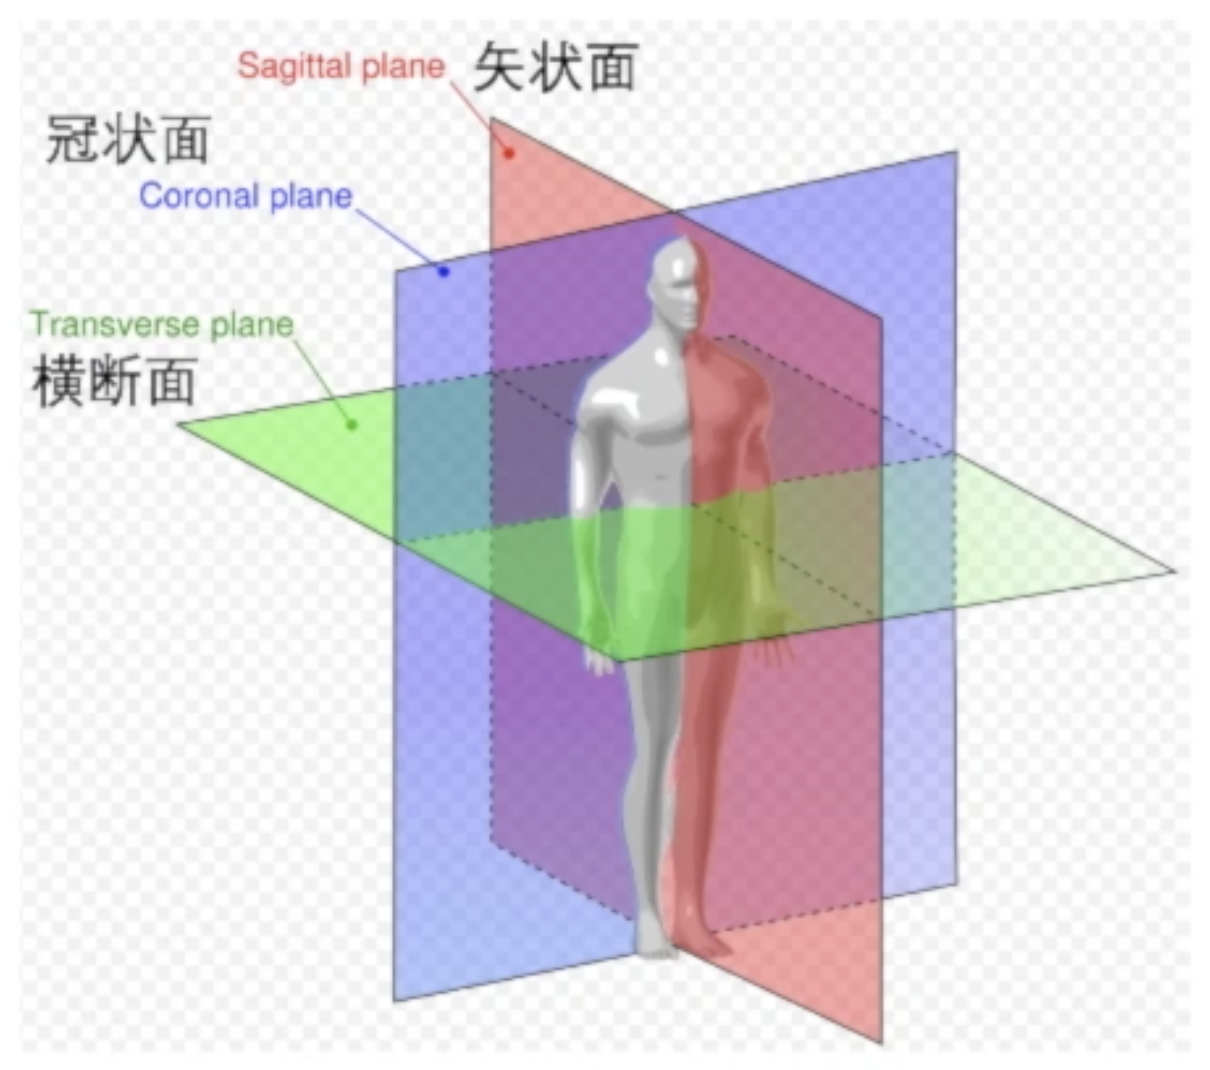 Sagittal plane 矢状面
冠状面
Coronal plane
Transverse plane
横断面